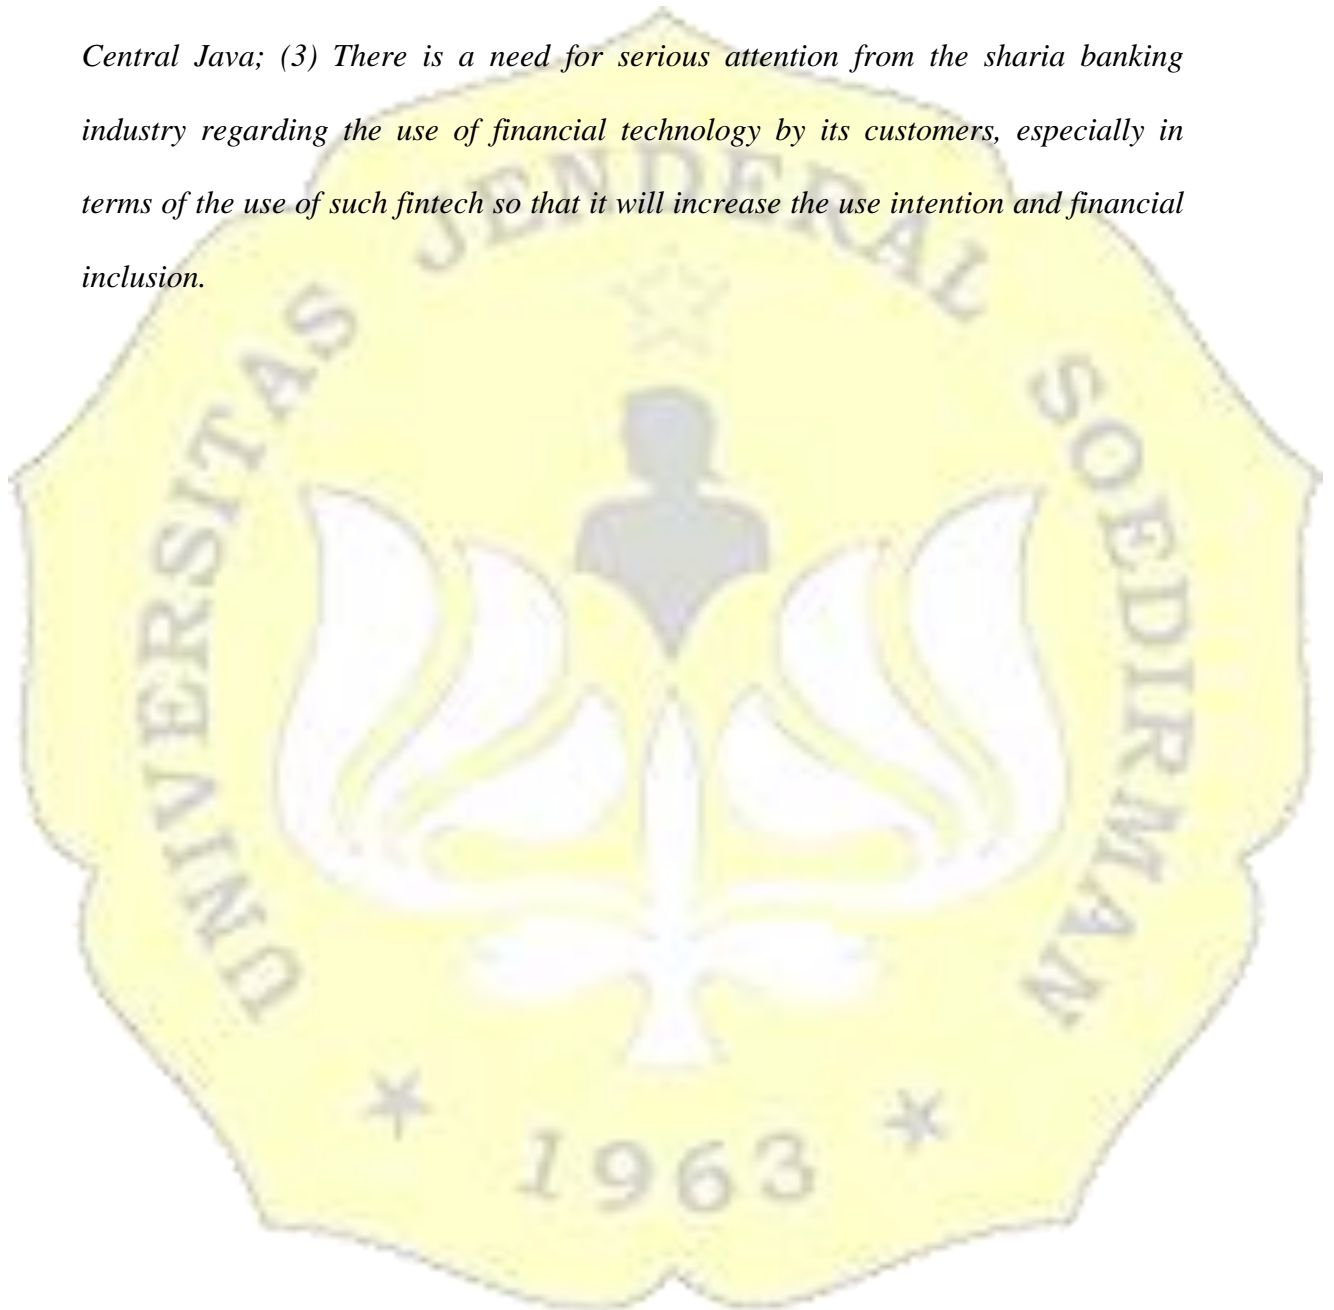 Central Java; (3) There is a need for serious attention from the sharia banking
industry regarding the use of financial technology by its customers, especially in
terms of the use of such fintech so that it will increase the use intention and financial
inclusion.
UNIVERSITAS JENDERAL SOEDIRMAN
1963